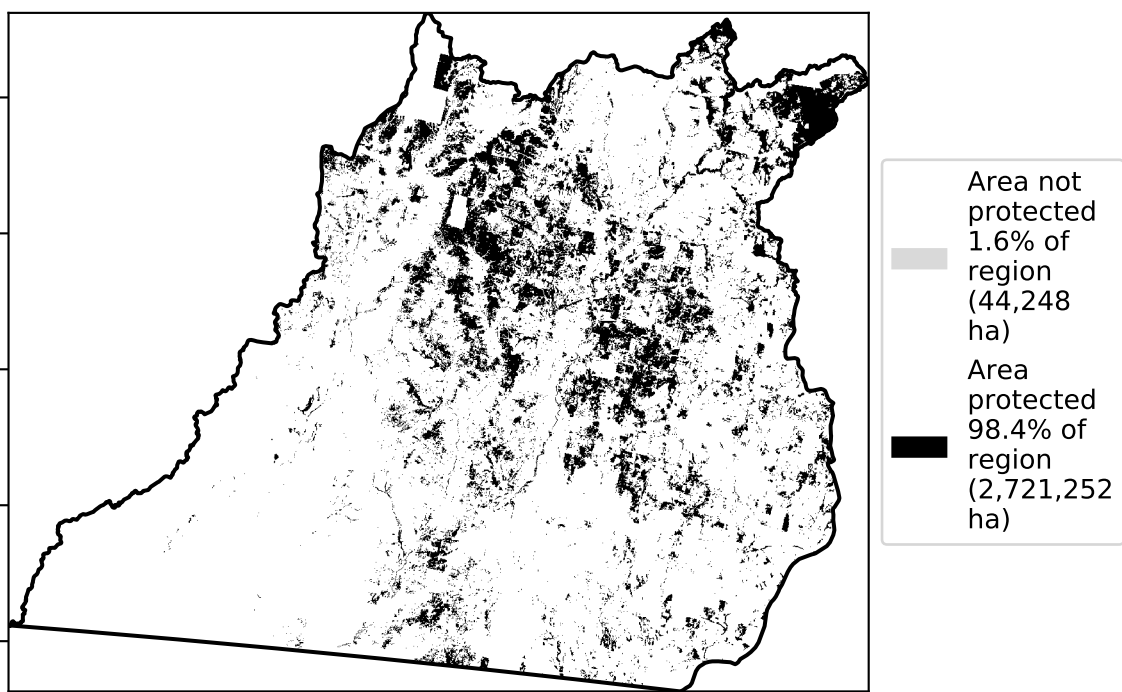 Area not
protected
1.6% of
region
(44,248
ha)
Area
protected
98.4% of
region
(2,721,252
ha)